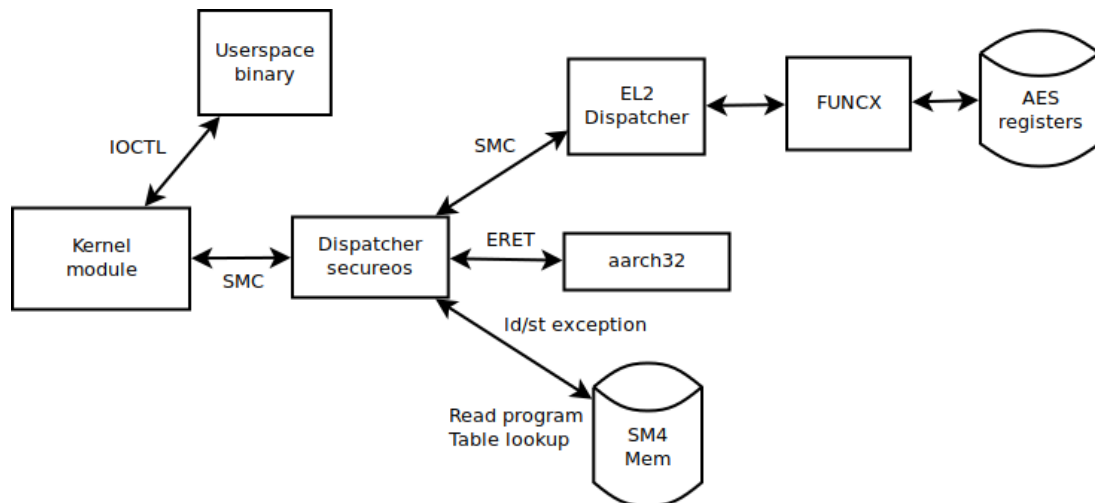 Userspace
binary
IOCTL
Kernel
module
SMC
Dispatcher
secureos
SMC
EL2
Dispatcher
FUNCX
AES
registers
ERET
aarch32
ld/st exception
Read program
Table lookup
SM4
Mem